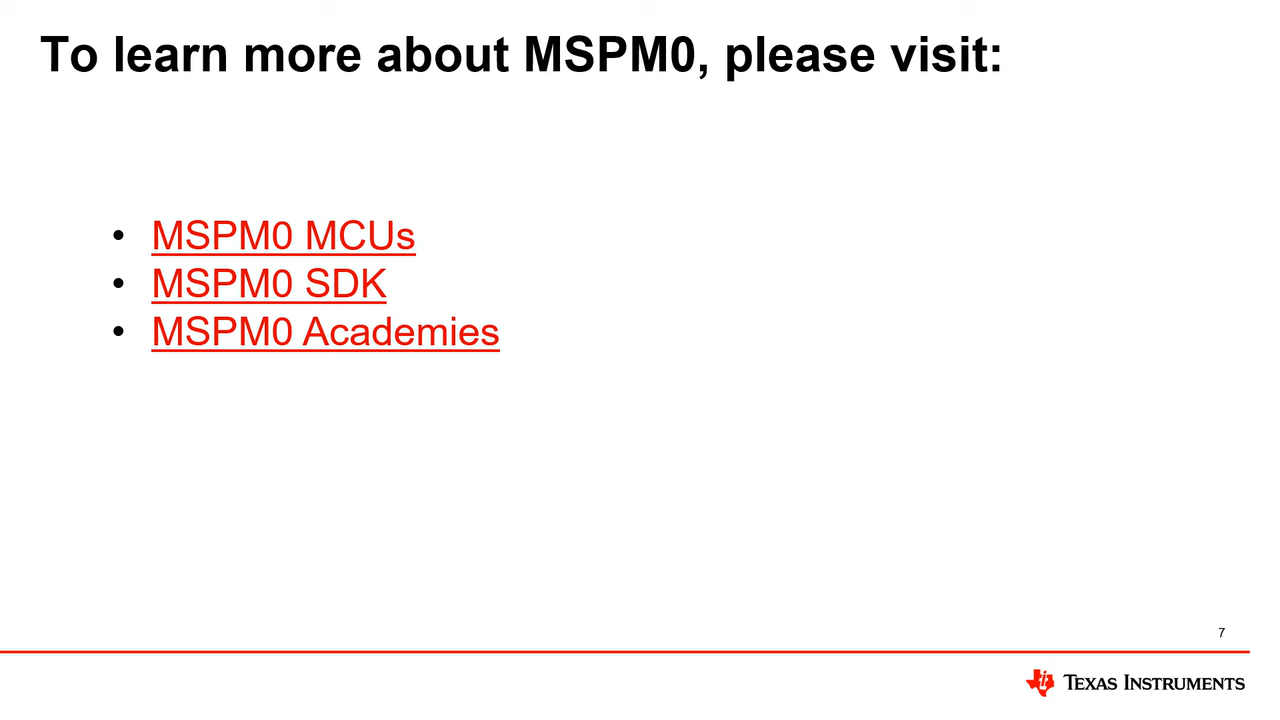 To learn more about MSPM0, please visit:
• MSPM0 MCUs
• MSPM0 SDK
• MSPM0 Academies
7
TEXAS INSTRUMENTS